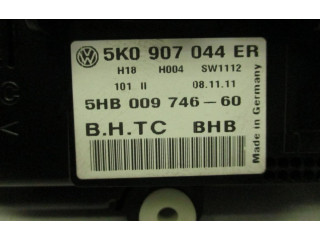 5K0 907 044 ER
H18 H004 SW1112
101 II 08.11.11
5HB 009 746-60
B.H.TC BHB
Made in Germany